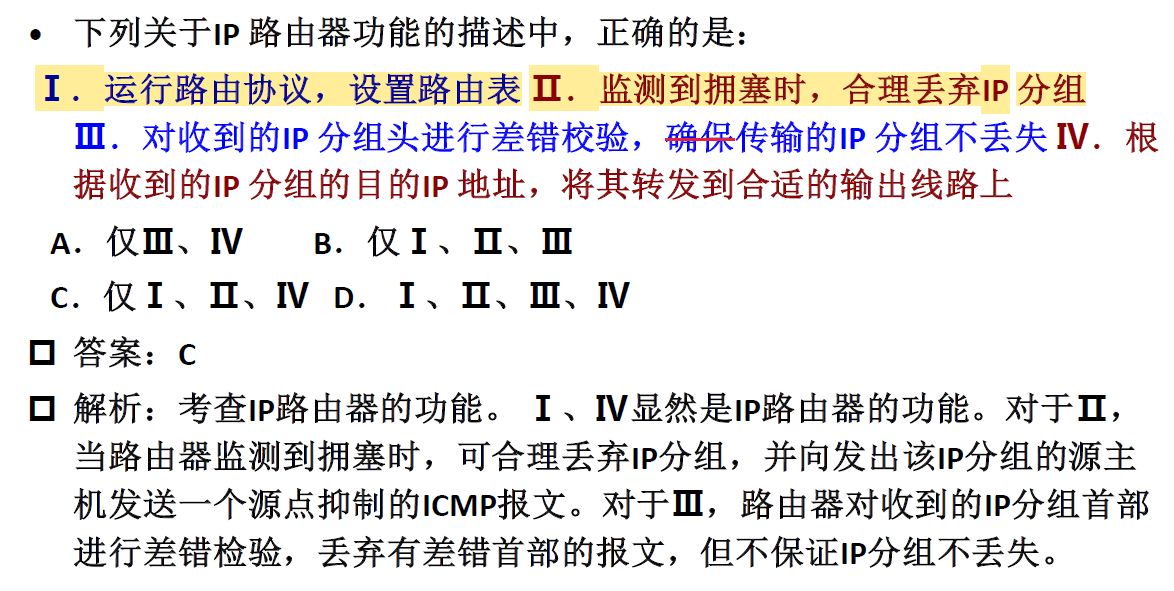 • 下列关于IP 路由器功能的描述中，正确的是：
Ⅰ．运行路由协议，设置路由表 Ⅱ．监测到拥塞时，合理丢弃IP 分组
Ⅲ．对收到的IP 分组头进行差错校验，确保传输的IP 分组不丢失 Ⅳ．根
据收到的IP 分组的目的IP 地址，将其转发到合适的输出线路上
A．仅Ⅲ、Ⅳ B．仅Ⅰ、Ⅱ、Ⅲ
C．仅Ⅰ、Ⅱ、Ⅳ D．Ⅰ、Ⅱ、Ⅲ、Ⅳ
答案：C
解析：考查IP路由器的功能。Ⅰ、Ⅳ显然是IP路由器的功能。对于Ⅱ，
当路由器监测到拥塞时，可合理丢弃IP分组，并向发出该IP分组的源主
机发送一个源点抑制的ICMP报文。对于Ⅲ，路由器对收到的IP分组首部
进行差错检验，丢弃有差错首部的报文，但不保证IP分组不丢失。